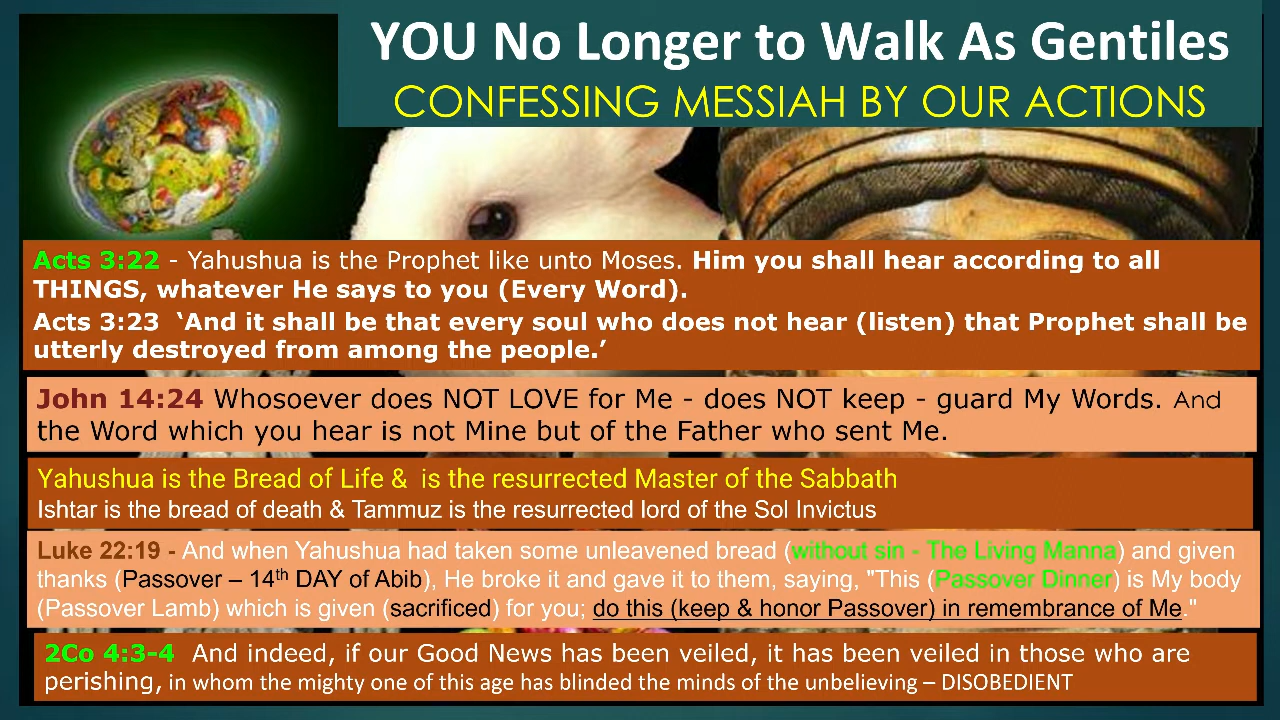 YOU No Longer to Walk As Gentiles
CONFESSING MESSIAH BY OUR ACTIONS
Acts 3:22 - Yahushua is the Prophet like unto Moses. Him you shall hear according to all
THINGS, whatever He says to you (Every Word).
Acts 3:23 ‘And it shall be that every soul who does not hear (listen) that Prophet shall be
utterly destroyed from among the people.’
John 14:24 Whosoever does NOT LOVE for Me - does NOT keep - guard My Words. And
the Word which you hear is not Mine but of the Father who sent Me.
Yahushua is the Bread of Life & is the resurrected Master of the Sabbath
Ishtar is the bread of death & Tammuz is the resurrected lord of the Sol Invictus
Luke 22:19 - And when Yahushua had taken some unleavened bread (without sin - The Living Manna) and given
thanks (Passover – 14th DAY of Abib), He broke it and gave it to them, saying, "This (Passover Dinner) is My body
(Passover Lamb) which is given (sacrificed) for you; do this (keep & honor Passover) in remembrance of Me."
2Co 4:3-4 And indeed, if our Good News has been veiled, it has been veiled in those who are
perishing, in whom the mighty one of this age has blinded the minds of the unbelieving – DISOBEDIENT